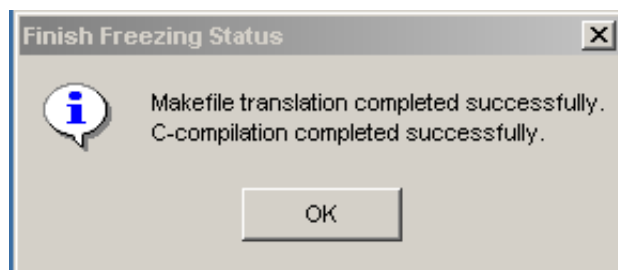 Finish Freezing Status
Makefile translation completed successfully.
C-compilation completed successfully.
OK